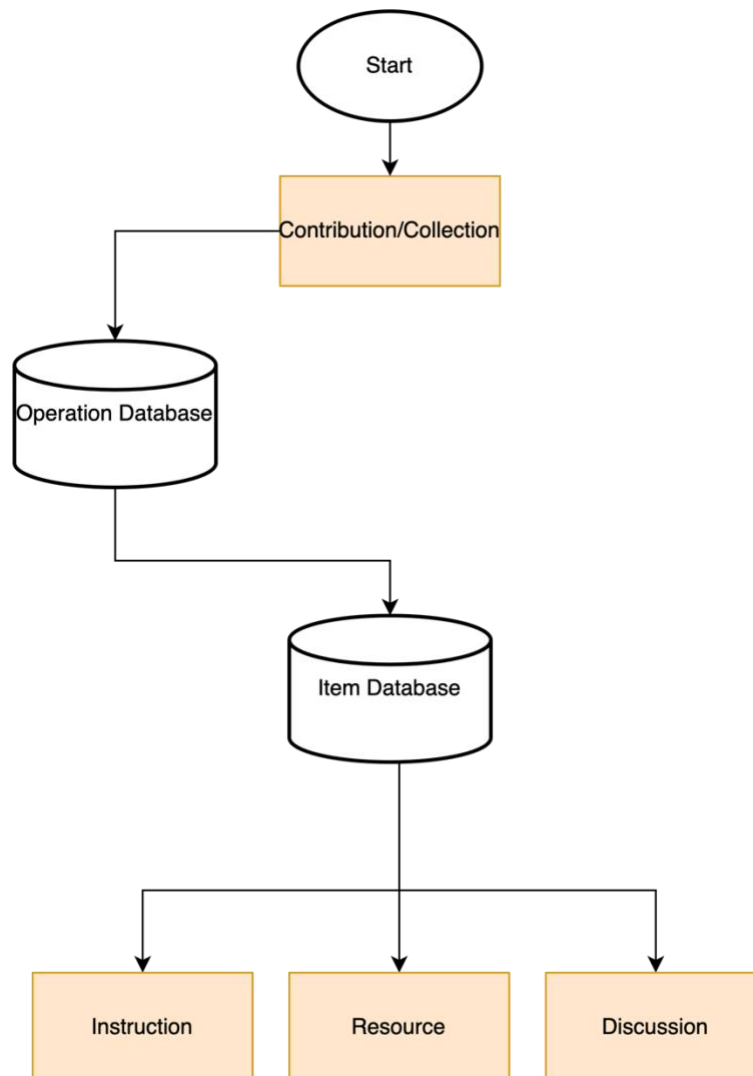 Start
Contribution/Collection
Operation Database
Item Database
Instruction
Resource
Discussion